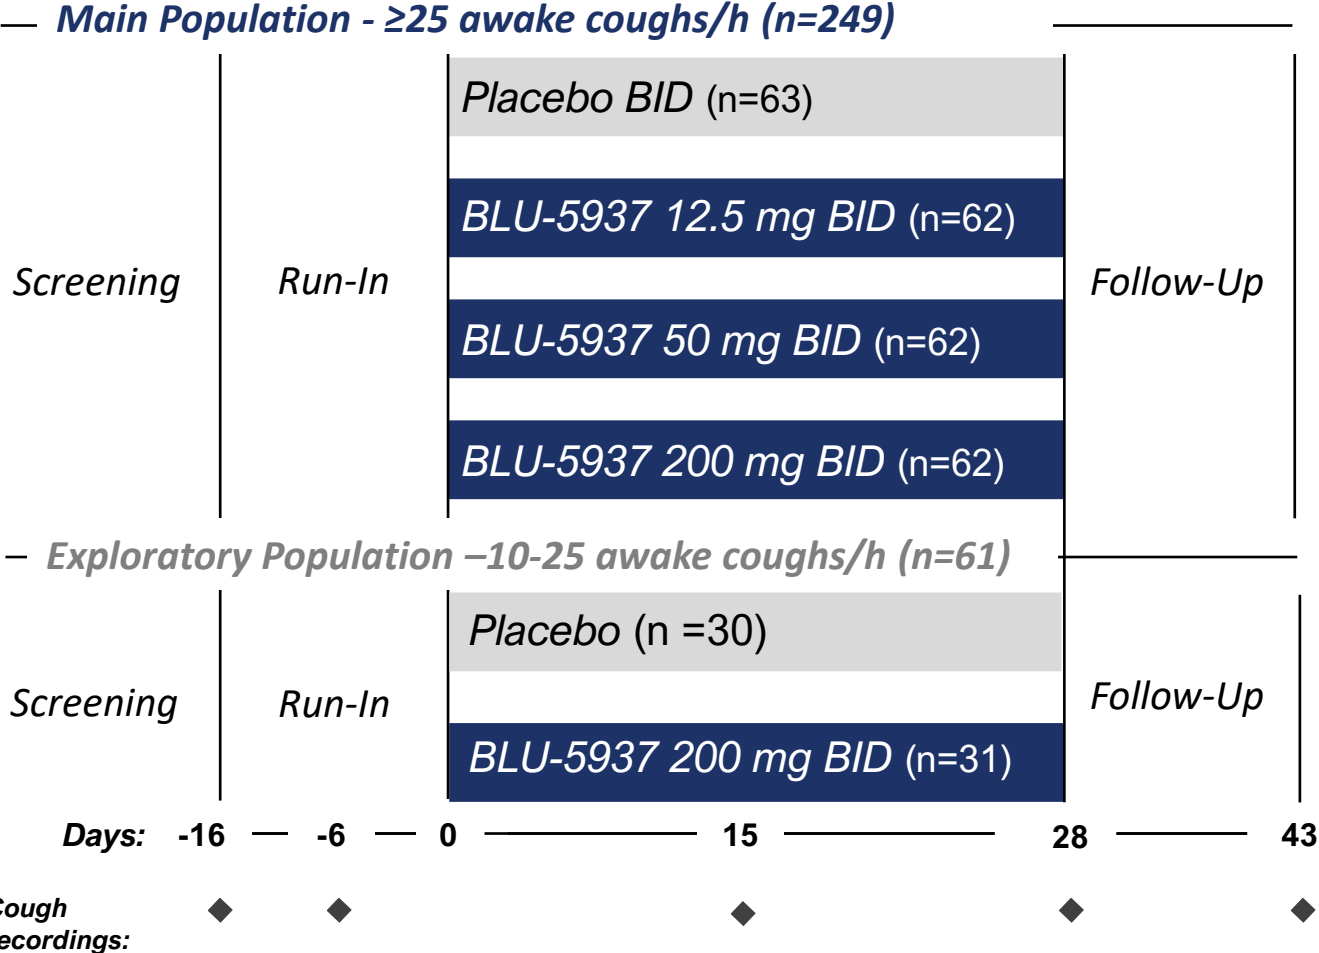 Main Population - ≥25 awake coughs/h (n=249)
Placebo BID (n=63)
BLU-5937 12.5 mg BID (n=62)
Screening
Run-In
Follow-Up
BLU-5937 50 mg BID (n=62)
BLU-5937 200 mg BID (n=62)
Exploratory Population –10-25 awake coughs/h (n=61)
Placebo (n =30)
Screening
Run-In
Follow-Up
BLU-5937 200 mg BID (n=31)
Days: -16 -6 0 15 28 43